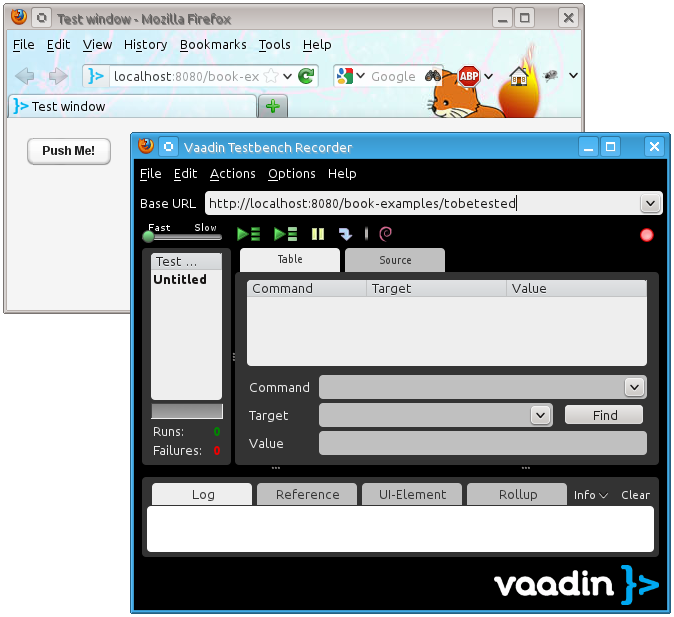 Test window - Mozilla Firefox
File Edit View History Bookmarks Tools Help
localhost:8080/book-ex
Google
ABP
Test window
Push Me!
Vaadin Testbench Recorder
File Edit Actions Options Help
Base URL http://localhost:8080/book-examples/tobetested
Fast Slow
Test ...
Untitled
Table Source
Command Target Value
Command
Target Find
Value
Runs: 0
Failures: 0
Log Reference UI-Element Rollup Info Clear
vaadin }>